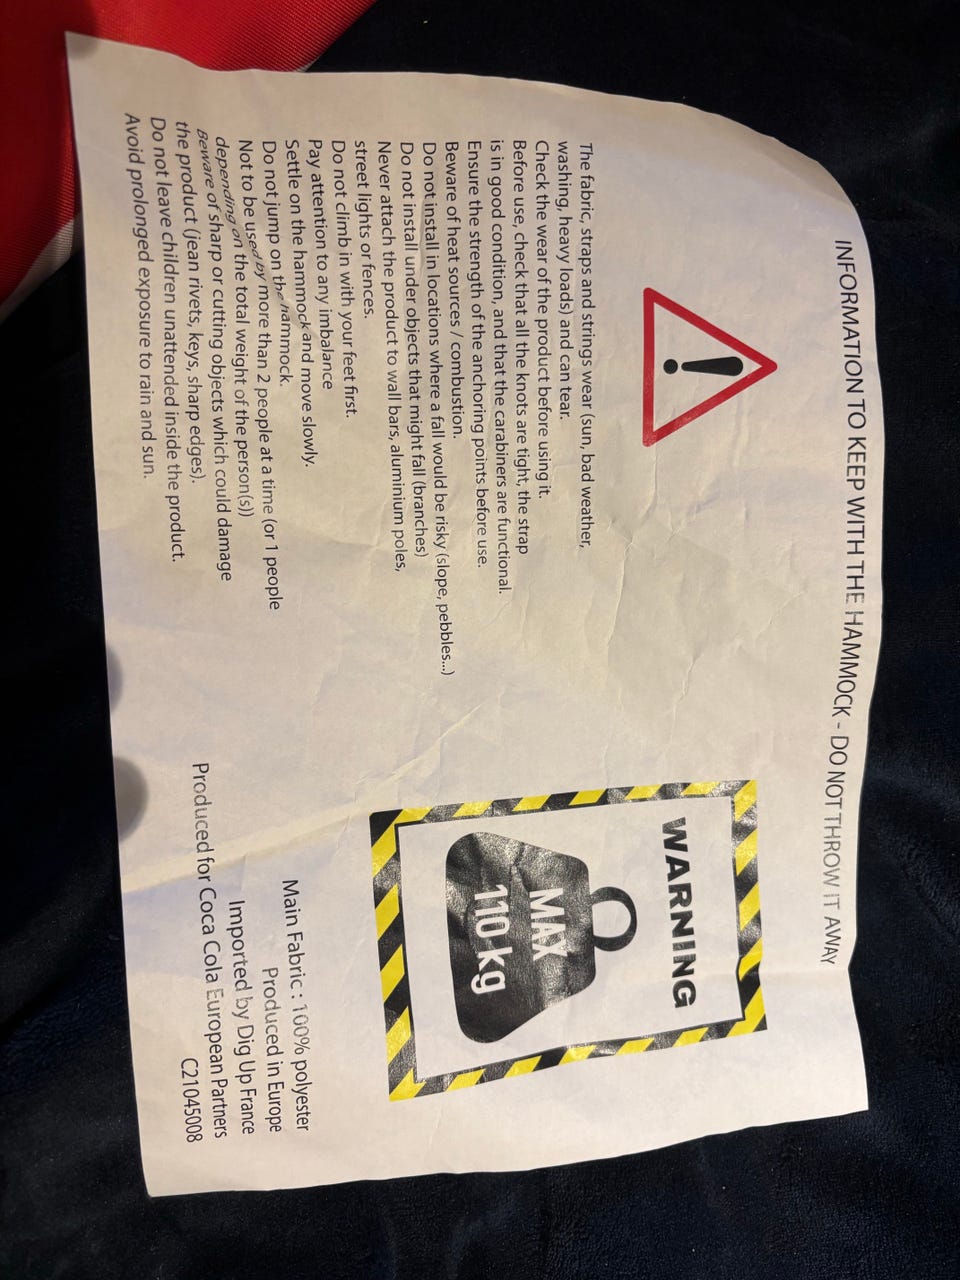 INFORMATION TO KEEP WITH THE HAMMOCK - DO NOT THROW IT AWAY
The fabric, straps and strings wear (sun, bad weather,
washing, heavy loads) and can tear.
Check the wear of the product before using it.
Before use, check that all the knots are tight, the strap
is in good condition, and that the carabiners are functional.
Ensure the strength of the anchoring points before use.
Beware of heat sources / combustion.
Do not install in locations where a fall would be risky (slope, pebbles...)
Do not install under objects that might fall (branches)
Never attach the product to wall bars, aluminium poles,
street lights or fences.
Do not climb in with your feet first.
Pay attention to any imbalance
Settle on the hammock and move slowly.
Do not jump on the hammock.
Not to be used by more than 2 people at a time (or 1 people
depending on the total weight of the person(s))
Beware of sharp or cutting objects which could damage
the product (jean rivets, keys, sharp edges).
Do not leave children unattended inside the product.
Avoid prolonged exposure to rain and sun.
WARNING
MAX
110 kg
Main Fabric : 100% polyester
Produced in Europe
Imported by Dig Up France
Produced for Coca Cola European Partners
C21045008